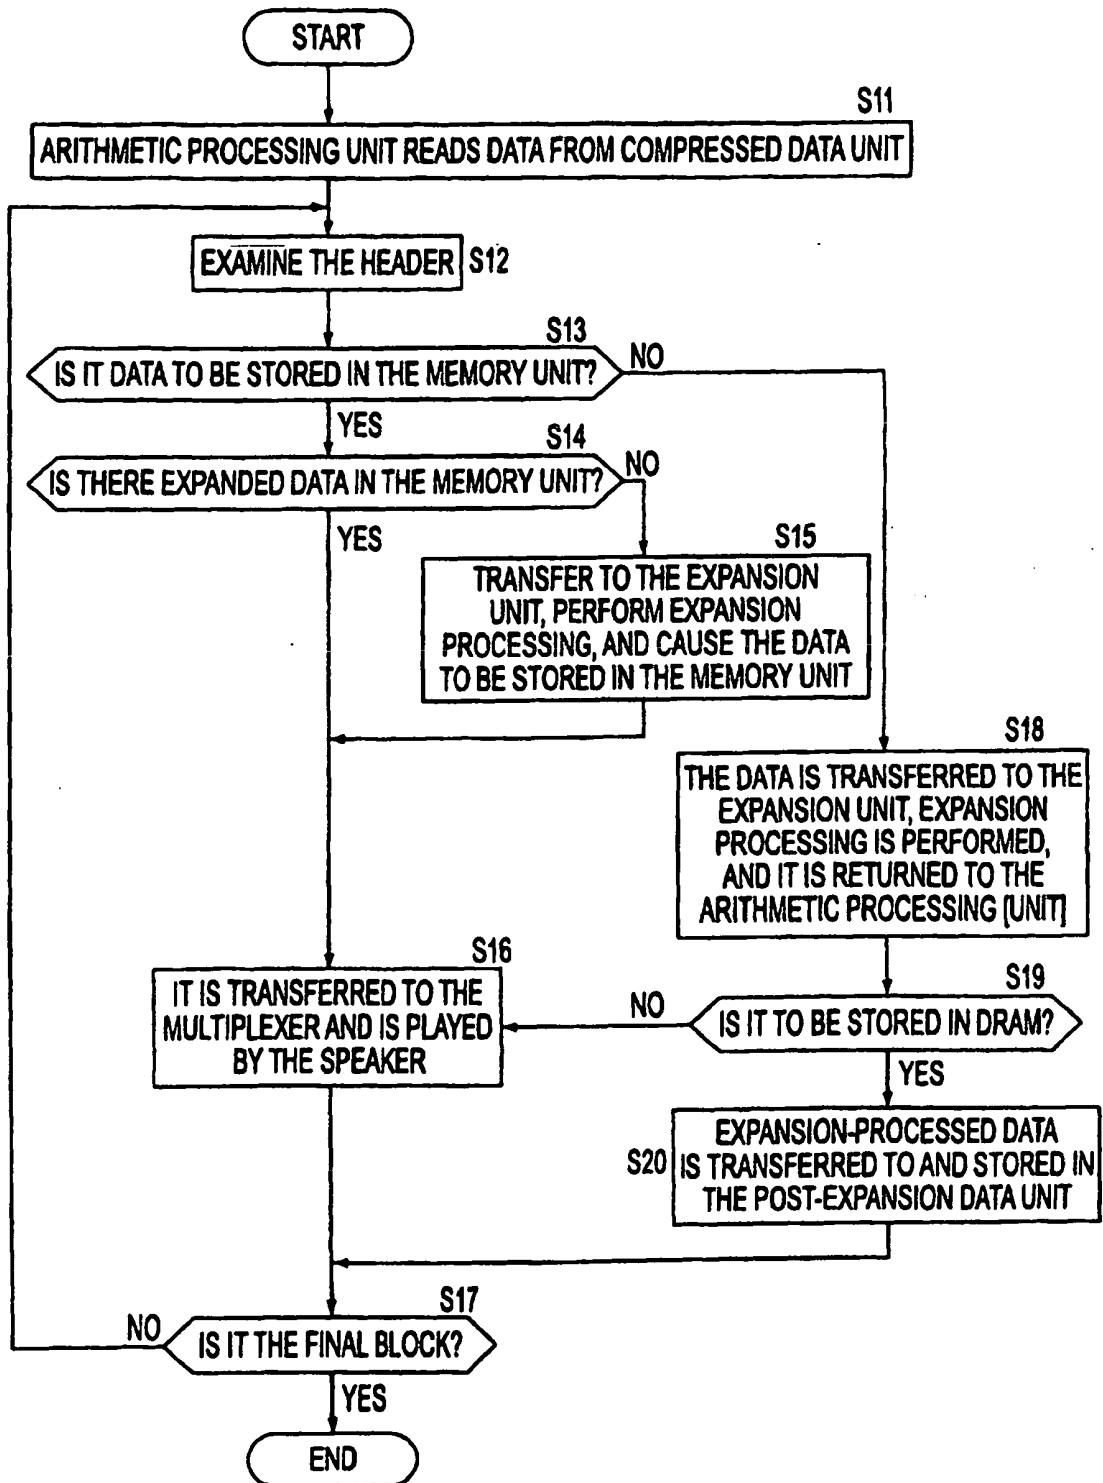 START
S11
ARITHMETIC PROCESSING UNIT READS DATA FROM COMPRESSED DATA UNIT
EXAMINE THE HEADER
S12
S13
IS IT DATA TO BE STORED IN THE MEMORY UNIT?
NO
YES
S14
IS THERE EXPANDED DATA IN THE MEMORY UNIT?
NO
YES
S15
TRANSFER TO THE EXPANSION
UNIT, PERFORM EXPANSION
PROCESSING, AND CAUSE THE DATA
TO BE STORED IN THE MEMORY UNIT
S18
THE DATA IS TRANSFERRED TO THE
EXPANSION UNIT, EXPANSION
PROCESSING IS PERFORMED,
AND IT IS RETURNED TO THE
ARITHMETIC PROCESSING [UNIT]
S16
IT IS TRANSFERRED TO THE
MULTIPLEXER AND IS PLAYED
BY THE SPEAKER
S19
NO
IS IT TO BE STORED IN DRAM?
YES
S20
EXPANSION-PROCESSED DATA
IS TRANSFERRED TO AND STORED IN
THE POST-EXPANSION DATA UNIT
S17
NO
IS IT THE FINAL BLOCK?
YES
END